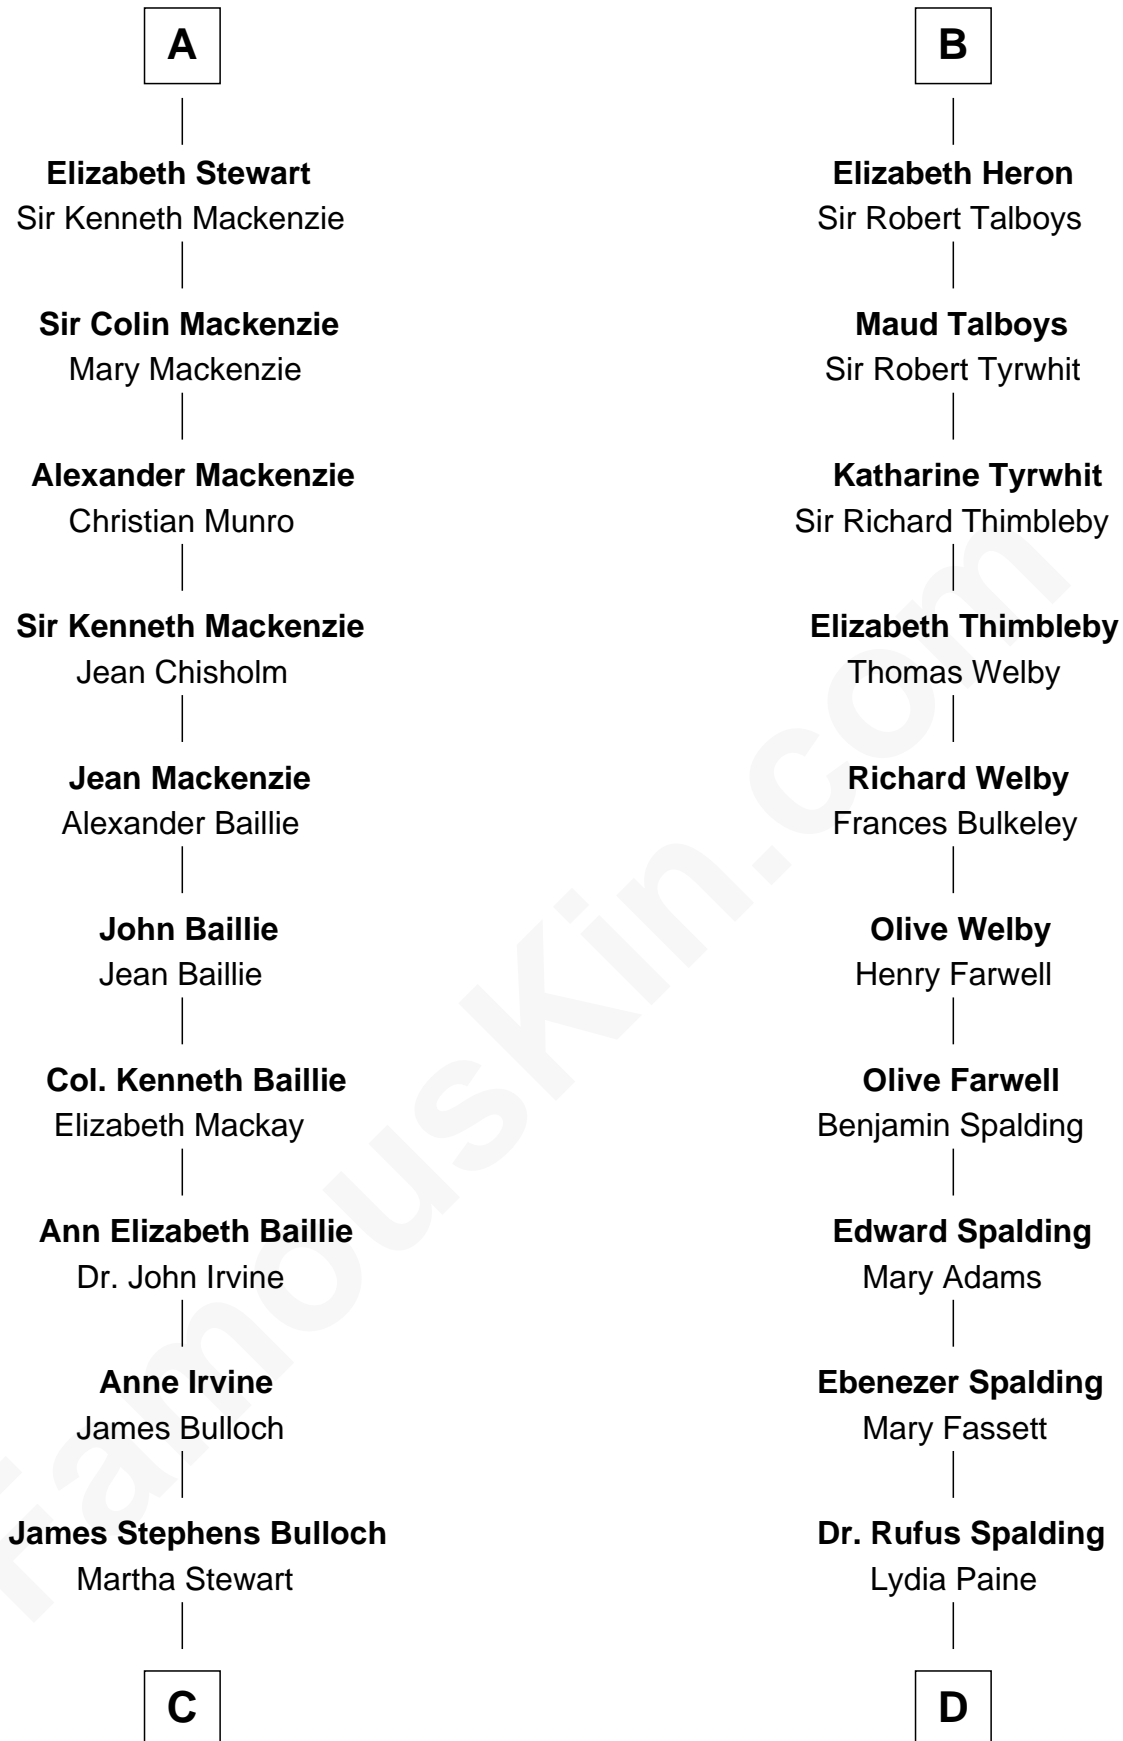 A
Elizabeth Stewart
Sir Kenneth Mackenzie
Sir Colin Mackenzie
Mary Mackenzie
Alexander Mackenzie
Christian Munro
Sir Kenneth Mackenzie
Jean Chisholm
Jean Mackenzie
Alexander Baillie
John Baillie
Jean Baillie
Col. Kenneth Baillie
Elizabeth Mackay
Ann Elizabeth Baillie
Dr. John Irvine
Anne Irvine
James Bulloch
James Stephens Bulloch
Martha Stewart
C
B
Elizabeth Heron
Sir Robert Talboys
Maud Talboys
Sir Robert Tyrwhit
Katharine Tyrwhit
Sir Richard Thimbleby
Elizabeth Thimbleby
Thomas Welby
Richard Welby
Frances Bulkeley
Olive Welby
Henry Farwell
Olive Farwell
Benjamin Spalding
Edward Spalding
Mary Adams
Ebenezer Spalding
Mary Fassett
Dr. Rufus Spalding
Lydia Paine
D
FamousKin.com